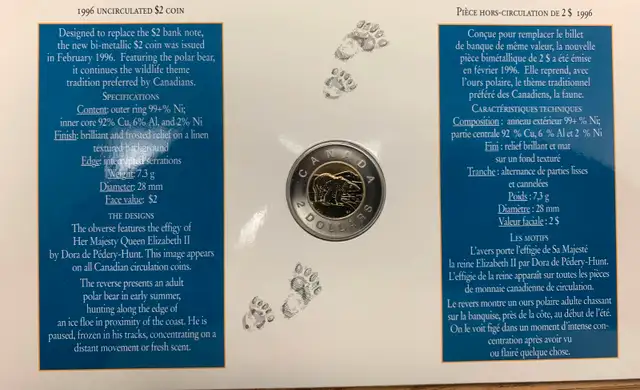 1996 UNCIRCULATED $2 COIN
Designed to replace the $2 bank note,
the new bi-metallic $2 coin was issued
in February 1996. Featuring the polar bear,
it continues the wildlife theme
tradition preferred by Canadians.
SPECIFICATIONS
Content: outer ring 99+% Ni;
inner core 92% Cu, 6% Al, and 2% Ni
Finish: brilliant and frosted relief on a linen
textured background
Edge: serrations
Weight: 7.3 g
Diameter: 28 mm
Face value: $2
THE DESIGNS
The obverse features the effigy of
Her Majesty Queen Elizabeth II
by Dora de Pédery-Hunt. This image appears
on all Canadian circulation coins.
The reverse presents an adult
polar bear in early summer,
hunting along the edge of
an ice floe in proximity of the coast. He is
paused, frozen in his tracks, concentrating on a
distant movement or fresh scent.
CANADA
2 DOLLARS
PIÈCE HORS-CIRCULATION DE 2 $ 1996
Conçue pour remplacer le billet
de banque de même valeur, la nouvelle
pièce bimétallique de 2 $ a été émise
en février 1996. Elle reprend, avec
l'ours polaire, le thème traditionnel
préféré des Canadiens, la faune.
CARACTÉRISTIQUES TECHNIQUES
Composition : anneau extérieur 99+ % Ni;
partie centrale 92 % Cu, 6 % Al et 2 % Ni
Fini : relief brillant et mat
sur un fond texturé
Tranche : alternance de parties lisses
et cannelées
Poids : 7,3 g
Diamètre : 28 mm
Valeur faciale : 2 $
LES MOTIFS
L'avers porte l'effigie de Sa Majesté
la reine Elizabeth II par Dora de Pédery-Hunt.
L'effigie de la reine apparaît sur toutes les pièces
de monnaie canadienne de circulation.
Le revers montre un ours polaire adulte chassant
sur la banquise, près de la côte, au début de l'été.
On le voit figé dans un moment d'intense con-
centration après avoir vu
ou flairé quelque chose.